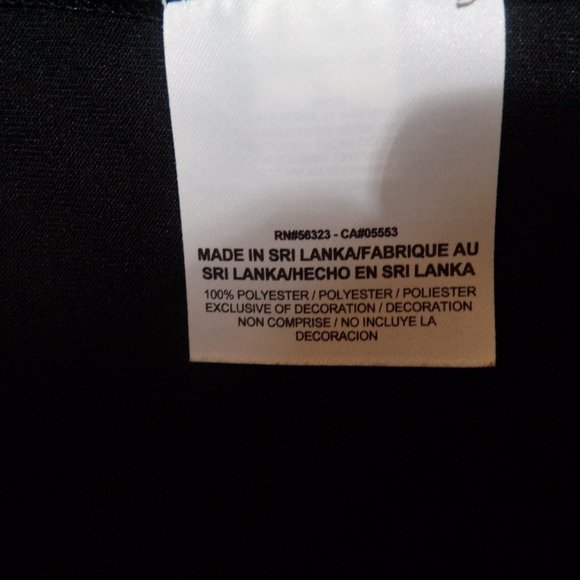 RN#56323 - CA#05553
MADE IN SRI LANKA/FABRIQUE AU
SRI LANKA/HECHO EN SRI LANKA
100% POLYESTER / POLYESTER / POLIESTER
EXCLUSIVE OF DECORATION / DECORATION
NON COMPRISE / NO INCLUYE LA
DECORACION